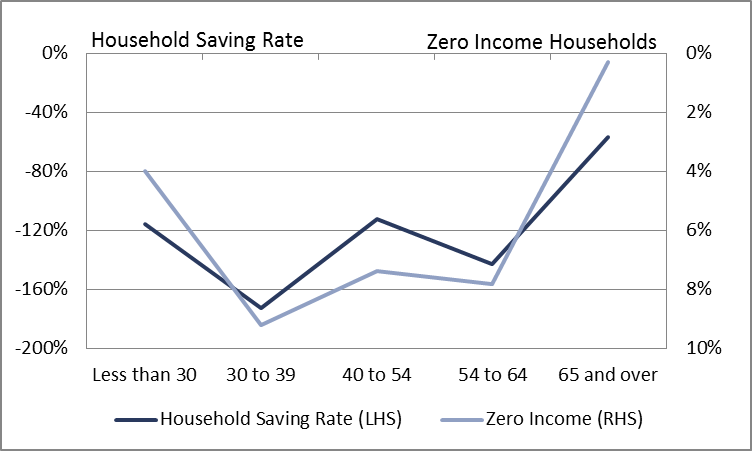 Household Saving Rate Zero Income Households
0% 0%
-40% 2%
-80% 4%
-120% 6%
-160% 8%
-200% 10%
Less than 30 30 to 39 40 to 54 54 to 64 65 and over
Household Saving Rate (LHS) Zero Income (RHS)